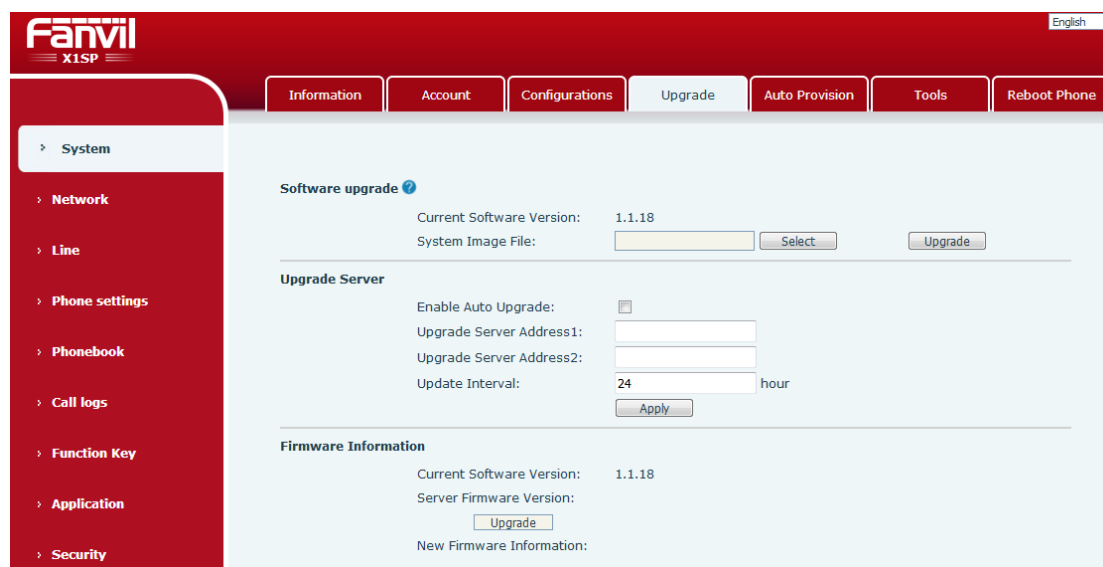 English
Fanvil
X1SP
Information Account Configurations Upgrade Auto Provision Tools Reboot Phone
System
Network
Line
Phone settings
Phonebook
Call logs
Function Key
Application
Security
Software upgrade ?
Current Software Version: 1.1.18
System Image File: Select Upgrade
Upgrade Server
Enable Auto Upgrade:
Upgrade Server Address1:
Upgrade Server Address2:
Update Interval: 24 hour
Apply
Firmware Information
Current Software Version: 1.1.18
Server Firmware Version:
Upgrade
New Firmware Information: